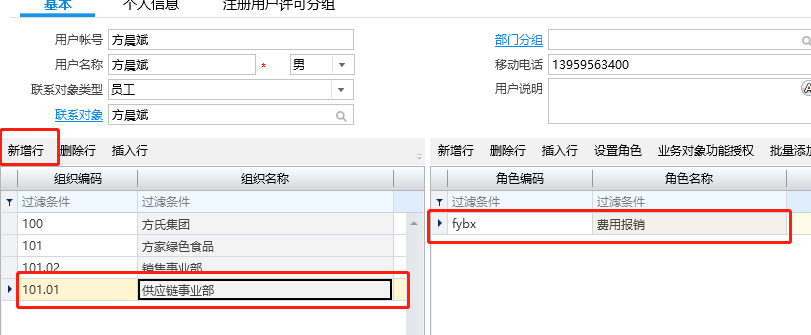 基本 个人信息 注册用户许可分组
用户帐号 方晨斌 部门分组
用户名称 方晨斌 * 男 移动电话 13959563400
联系对象类型 员工 用户说明
联系对象 方晨斌
新增行 删除行 插入行 新增行 删除行 插入行 设置角色 业务对象功能授权 批量添加
组织编码 组织名称 角色编码 角色名称
过滤条件 过滤条件 过滤条件 过滤条件
100 方氏集团 fybx 费用报销
101 方家绿色食品
101.02 销售事业部
101.01 供应链事业部